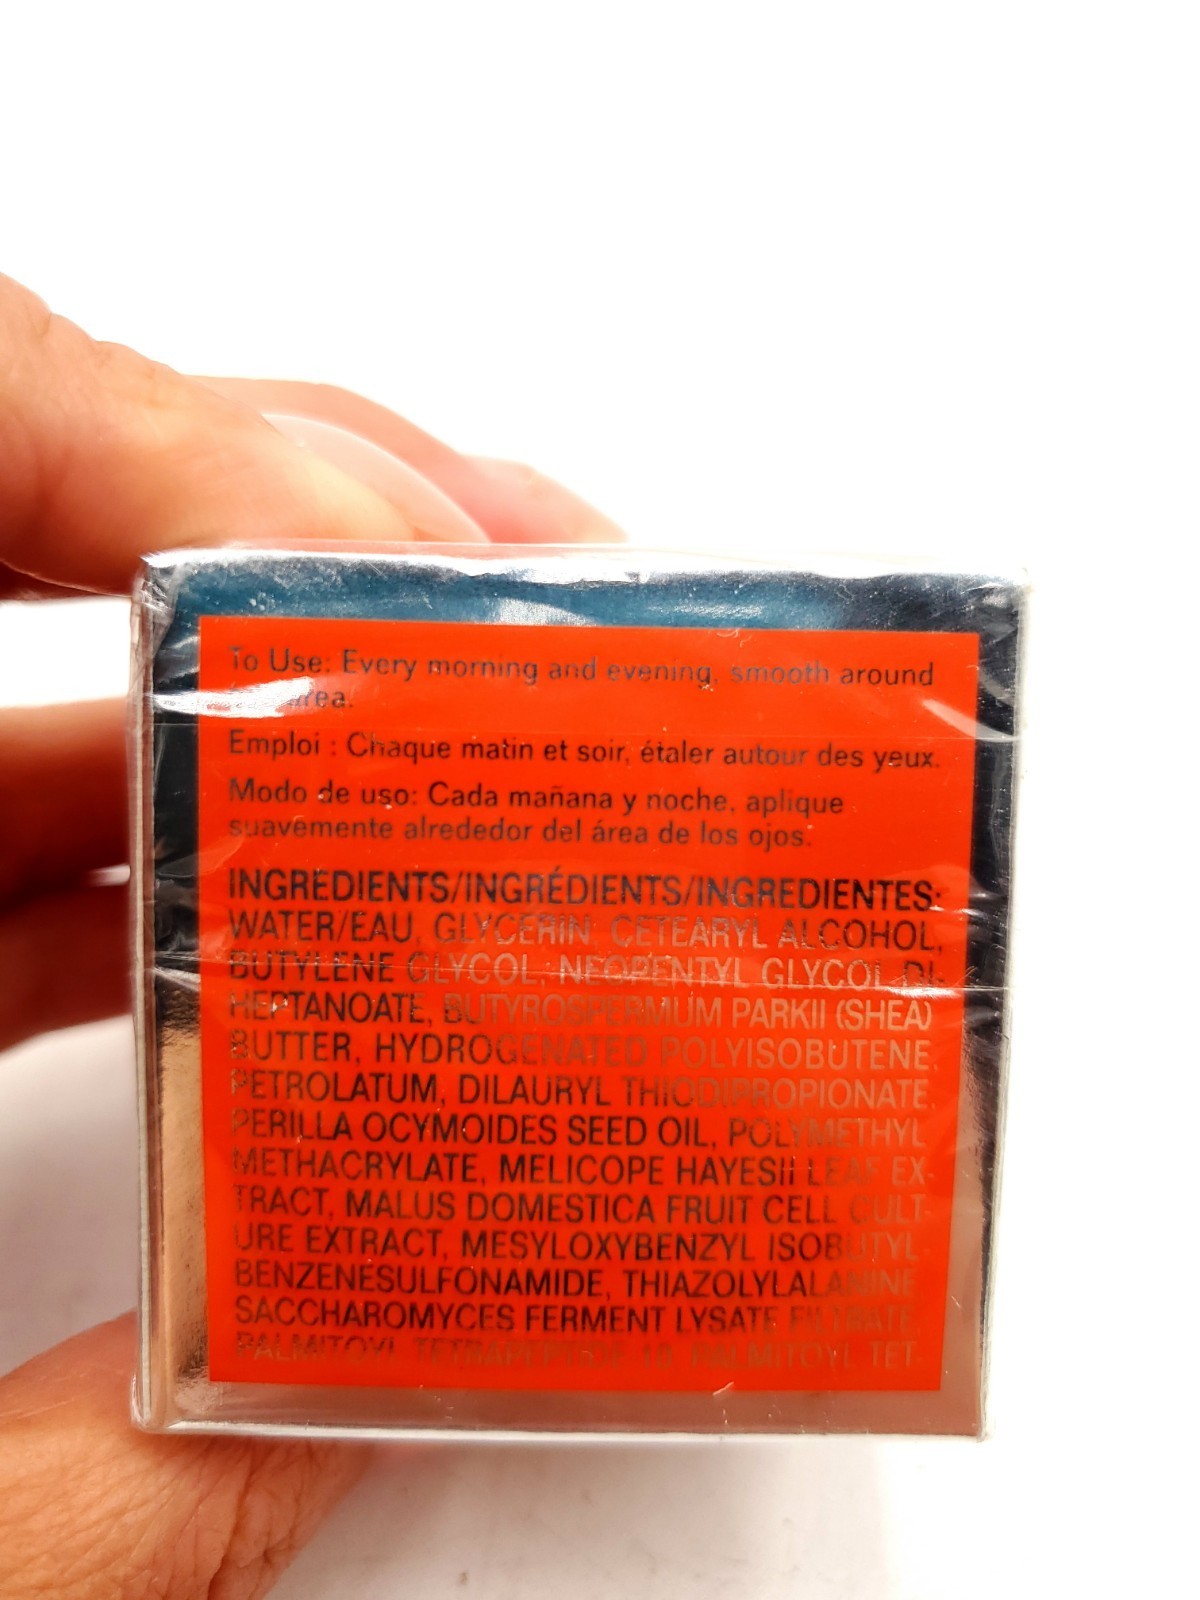 To Use: Every morning and evening, smooth around
area.
Emploi : Chaque matin et soir, étaler autour des yeux.
Modo de uso: Cada mañana y noche, aplique
suavemente alrededor del área de los ojos.
INGREDIENTS/INGRÉDIENTS/INGREDIENTES:
WATER/EAU, GLYCERIN, CETEARYL ALCOHOL,
BUTYLENE GLYCOL, NEOPENTYL GLYCOL DI-
HEPTANOATE, BUTYROSPERMUM PARKII (SHEA)
BUTTER, HYDROGENATED POLYISOBUTENE,
PETROLATUM, DILAURYL THIODIPROPIONATE,
PERILLA OCYMOIDES SEED OIL, POLYMETHYL
METHACRYLATE, MELICOPE HAYESII LEAF EX-
TRACT, MALUS DOMESTICA FRUIT CELL CULT-
URE EXTRACT, MESYLOXYBENZYL ISOBUTYL-
BENZENESULFONAMIDE, THIAZOLYLALANINE
SACCHAROMYCES FERMENT LYSATE FILTRATE,
PALMITOYL TETRAPEPTIDE-10, PALMITOYL TET-